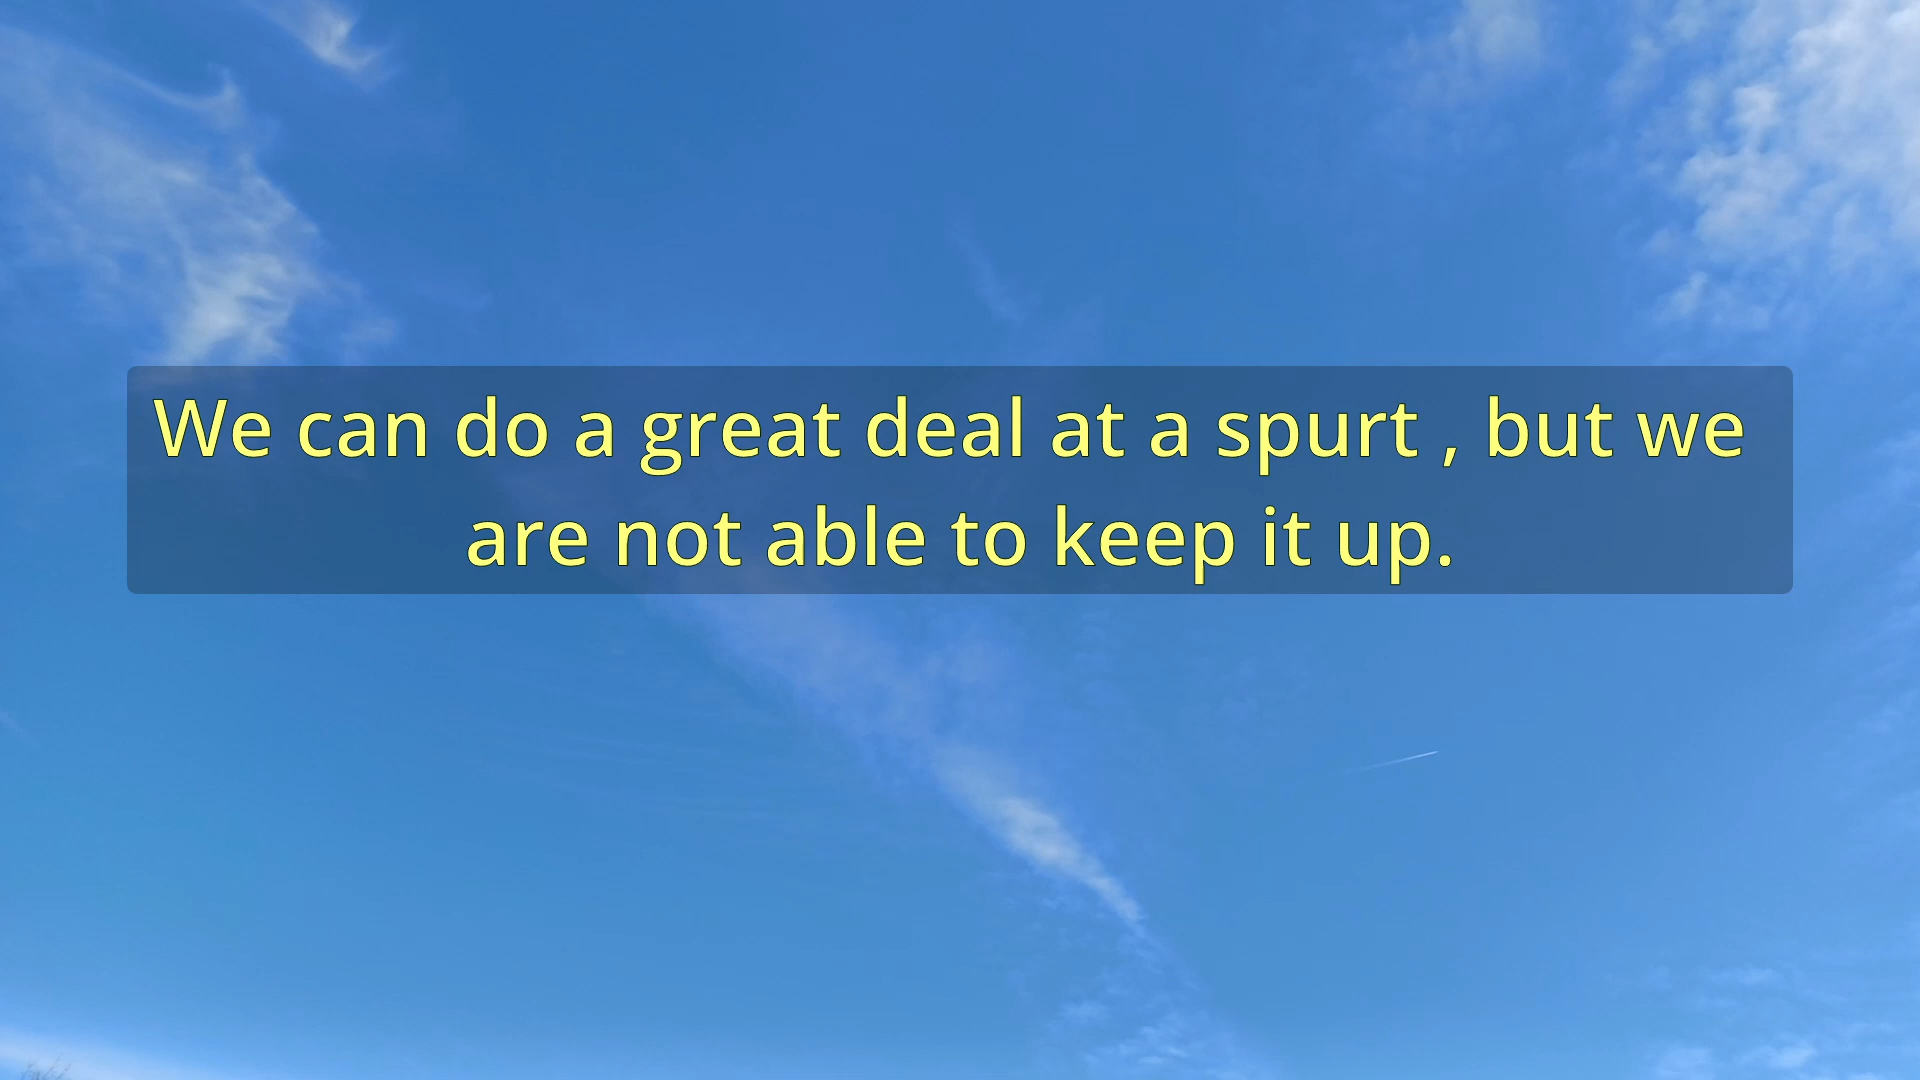 We can do a great deal at a spurt , but we
are not able to keep it up.